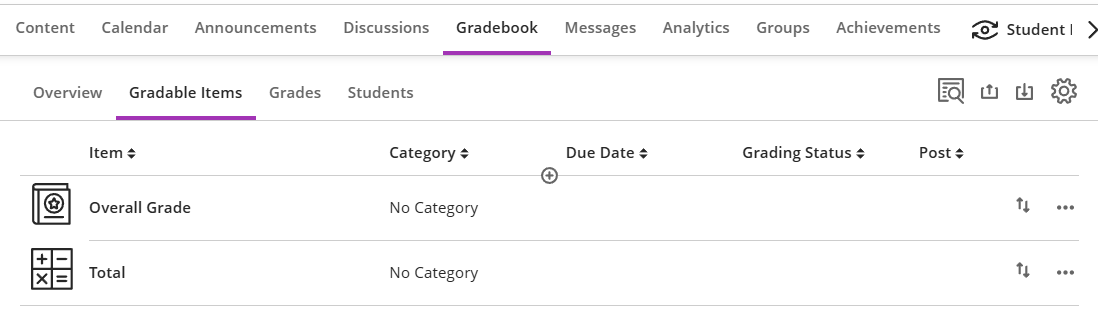 Content Calendar Announcements Discussions Gradebook Messages Analytics Groups Achievements Student
Overview Gradable Items Grades Students
Item Category Due Date Grading Status Post
Overall Grade No Category
Total No Category